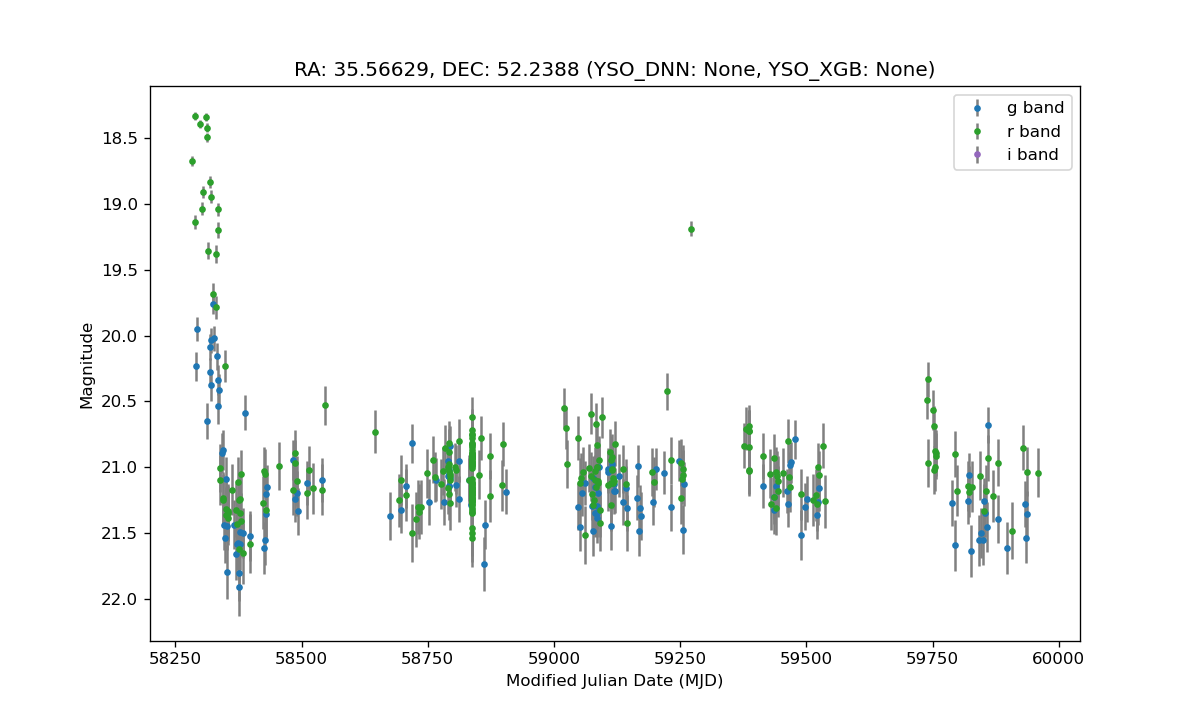 RA: 35.56629, DEC: 52.2388 (YSO_DNN: None, YSO_XGB: None)
g band
r band
i band
Magnitude
18.5
19.0
19.5
20.0
20.5
21.0
21.5
22.0
58250 58500 58750 59000 59250 59500 59750 60000
Modified Julian Date (MJD)